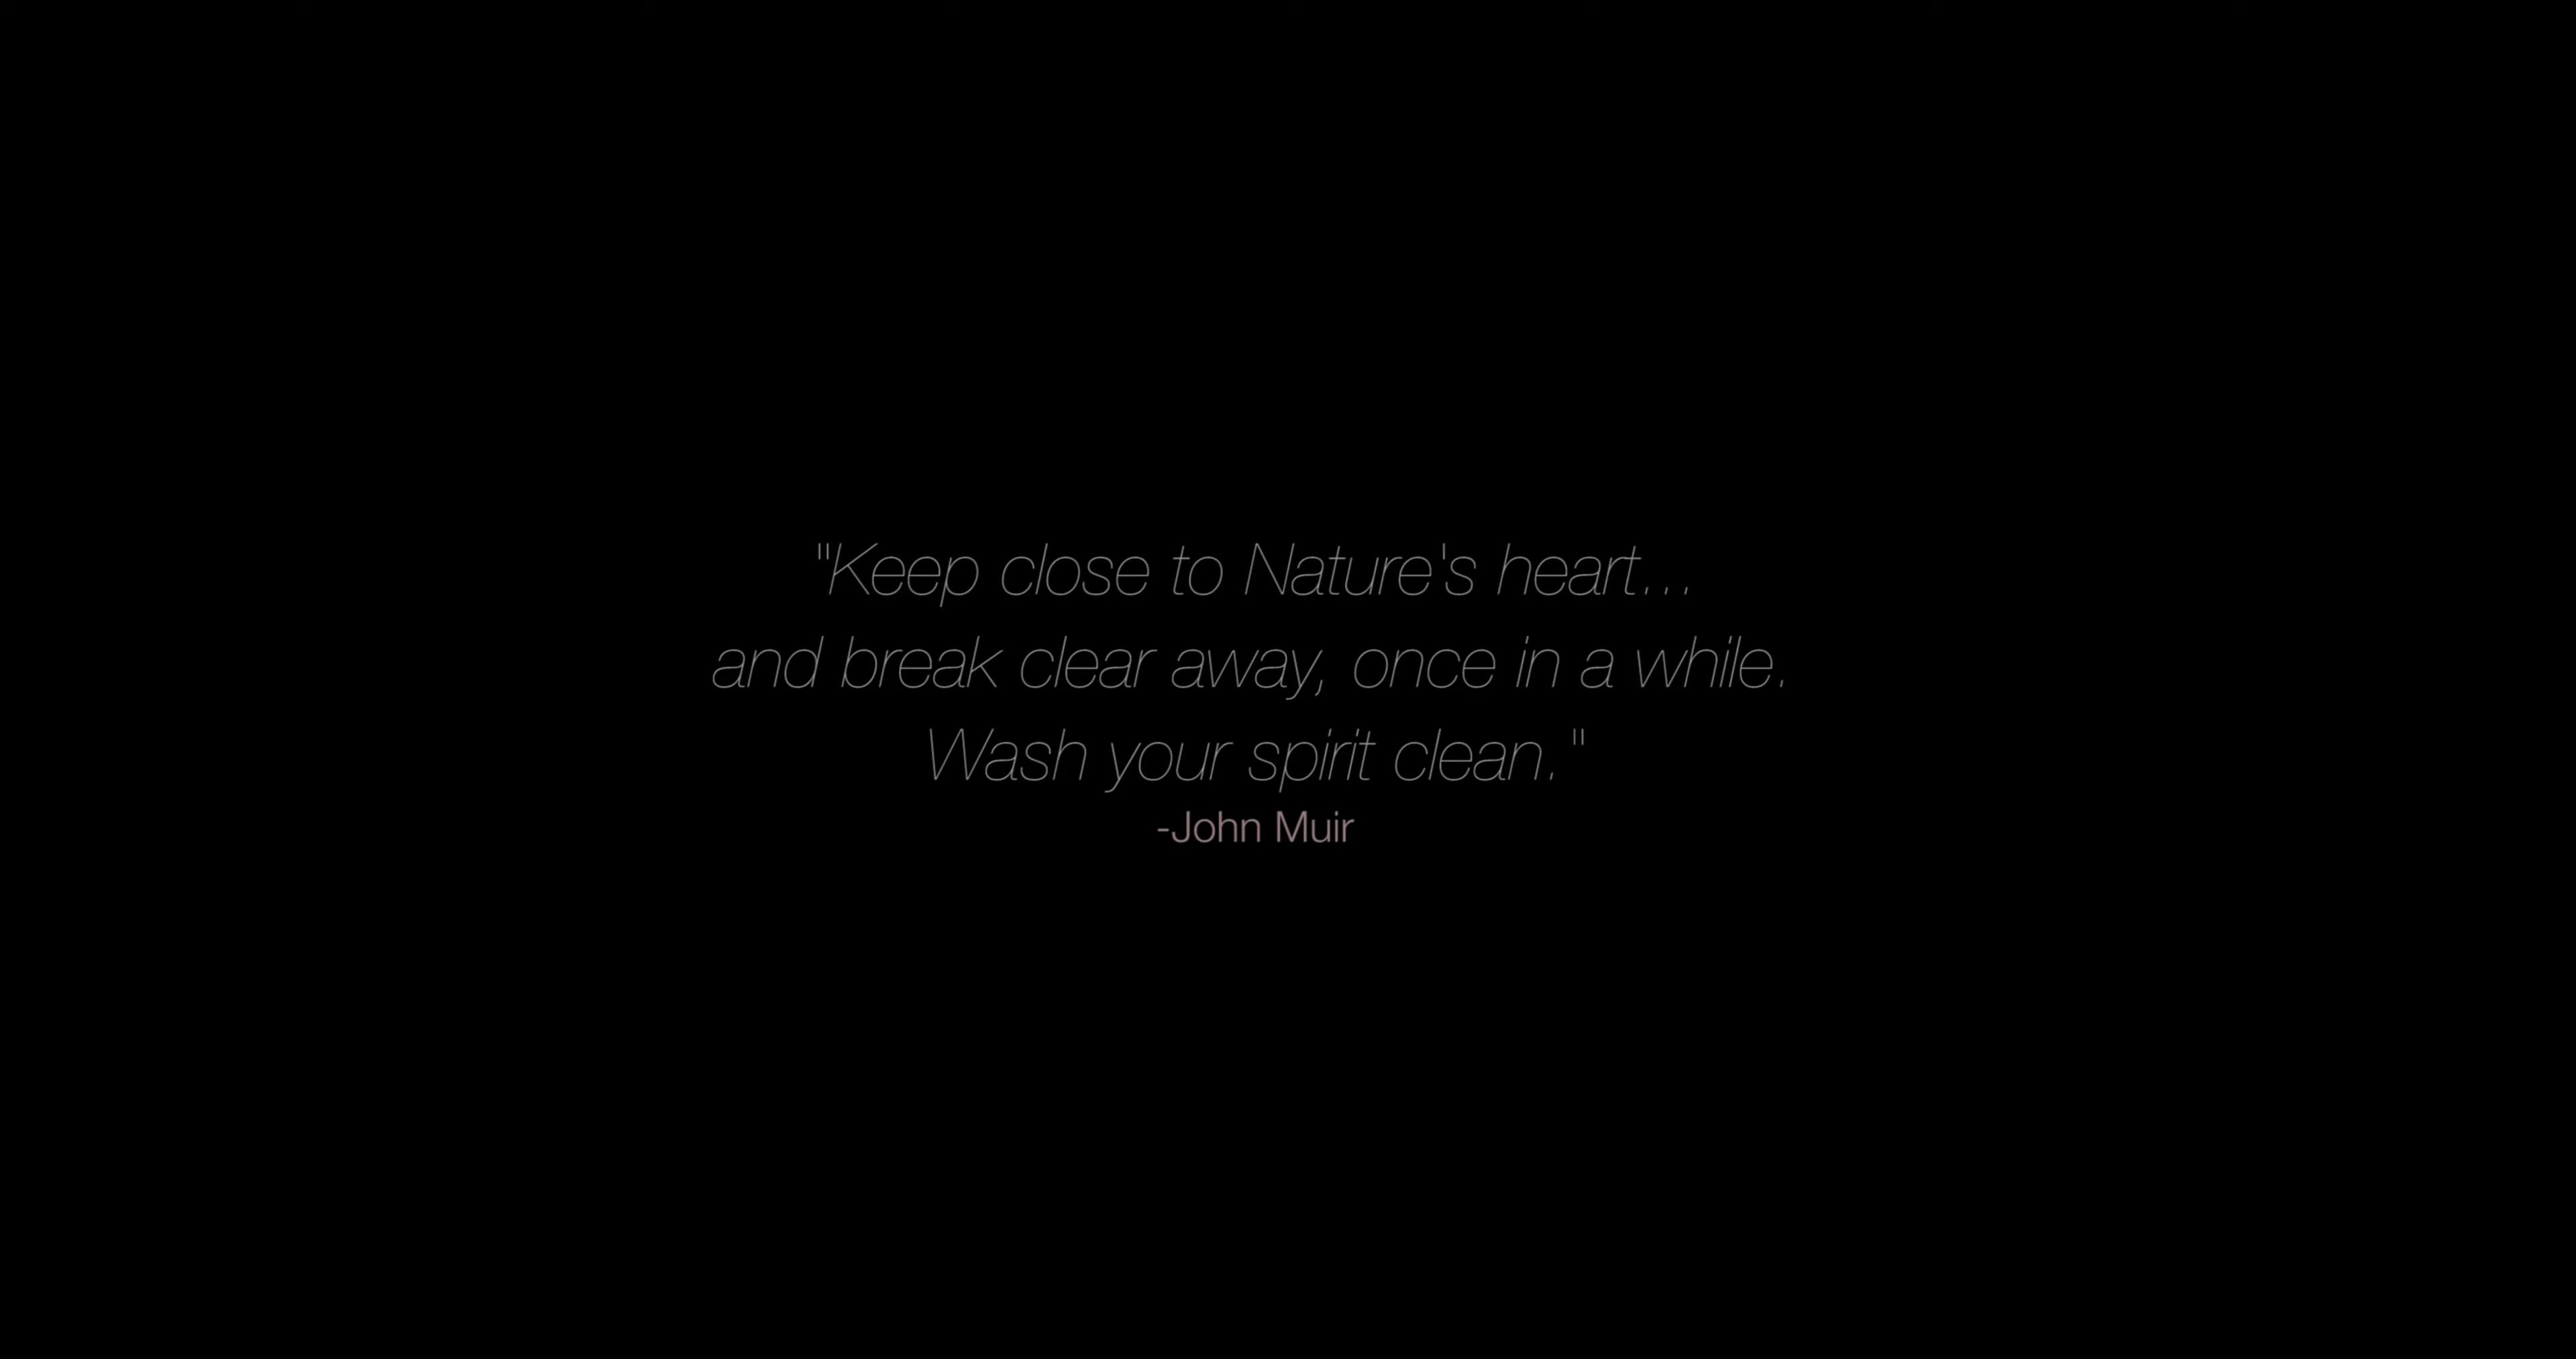 "Keep close to Nature's heart...
and break clear away, once in a while.
Wash your spirit clean."
-John Muir